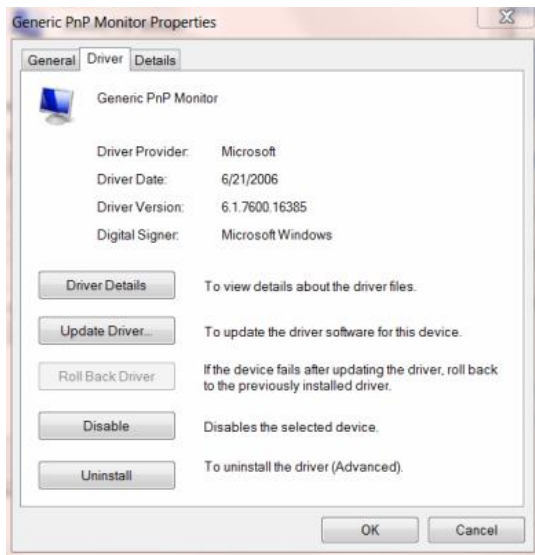 Generic PnP Monitor Properties
General Driver Details
Generic PnP Monitor
Driver Provider: Microsoft
Driver Date: 6/21/2006
Driver Version: 6.1.7600.16385
Digital Signer: Microsoft Windows
Driver Details To view details about the driver files.
Update Driver... To update the driver software for this device.
Roll Back Driver If the device fails after updating the driver, roll back
to the previously installed driver.
Disable Disables the selected device.
Uninstall To uninstall the driver (Advanced).
OK Cancel